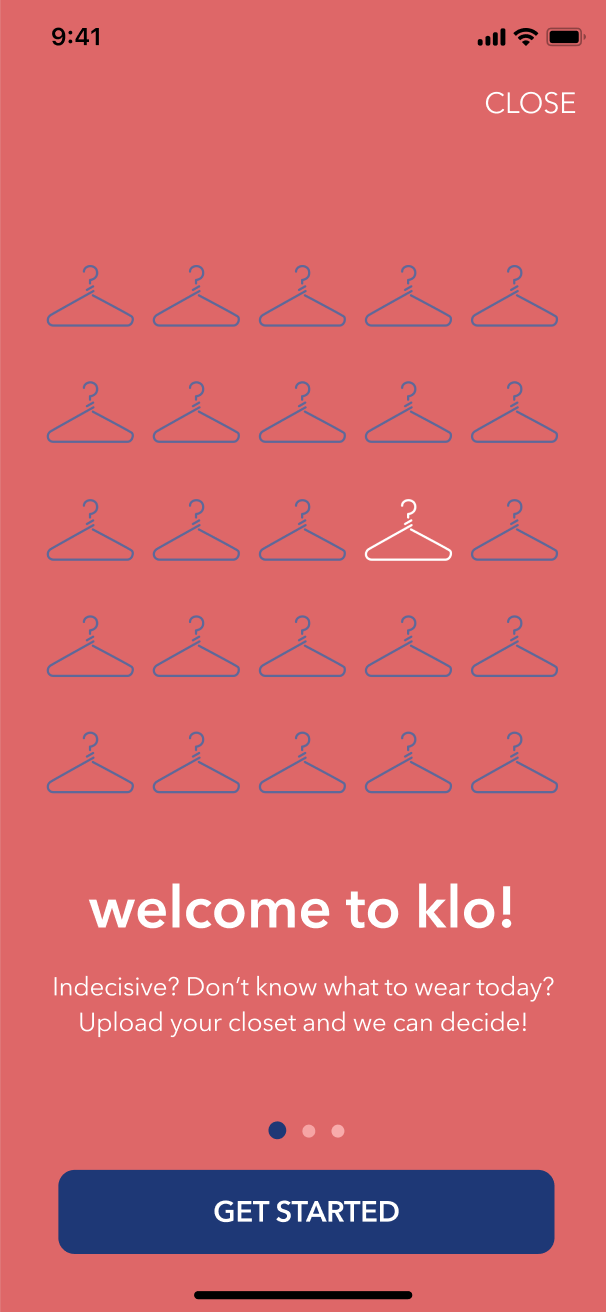 9:41
CLOSE
welcome to klo!
Indecisive? Don’t know what to wear today?
Upload your closet and we can decide!
GET STARTED